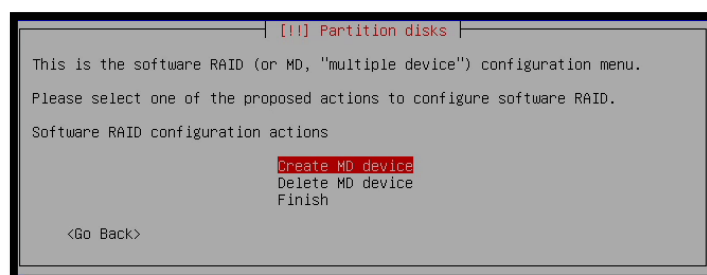 [!!] Partition disks
This is the software RAID (or MD, "multiple device") configuration menu.
Please select one of the proposed actions to configure software RAID.
Software RAID configuration actions
Create MD device
Delete MD device
Finish
<Go Back>